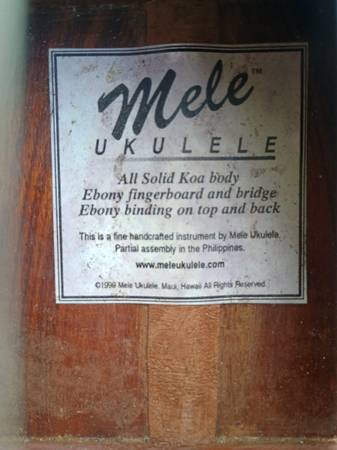 Mele™
UKULELE
All Solid Koa body
Ebony fingerboard and bridge
Ebony binding on top and back
This is a fine handcrafted instrument by Mele Ukulele.
Partial assembly in the Philippines.
www.meleukulele.com
©1999 Mele Ukulele. Maui, Hawaii All Rights Reserved.